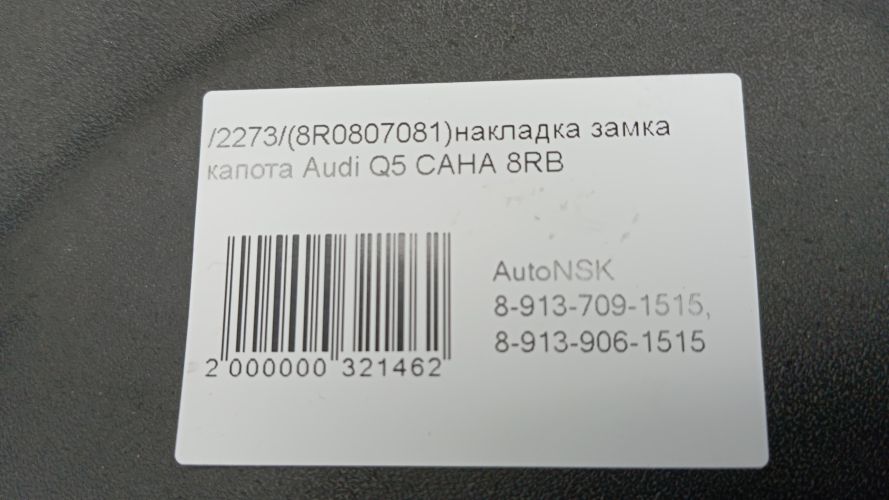 /2273/(8R0807081)накладка замка
капота Audi Q5 CAHA 8RB
AutoNSK
8-913-709-1515,
8-913-906-1515
2 000000 321462